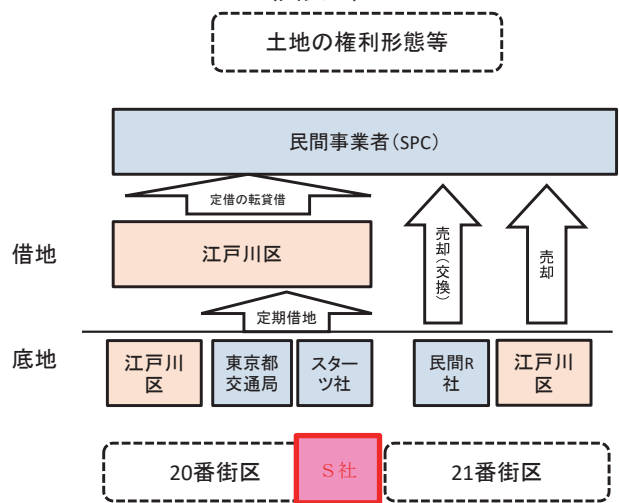 土地の権利形態等
民間事業者(SPC)
定借の転貸借
売却(交換)
売却
借地
江戸川区
定期借地
底地
江戸川
区
東京都
交通局
スター
ツ社
民間R
社
江戸川
区
20番街区
S社
21番街区